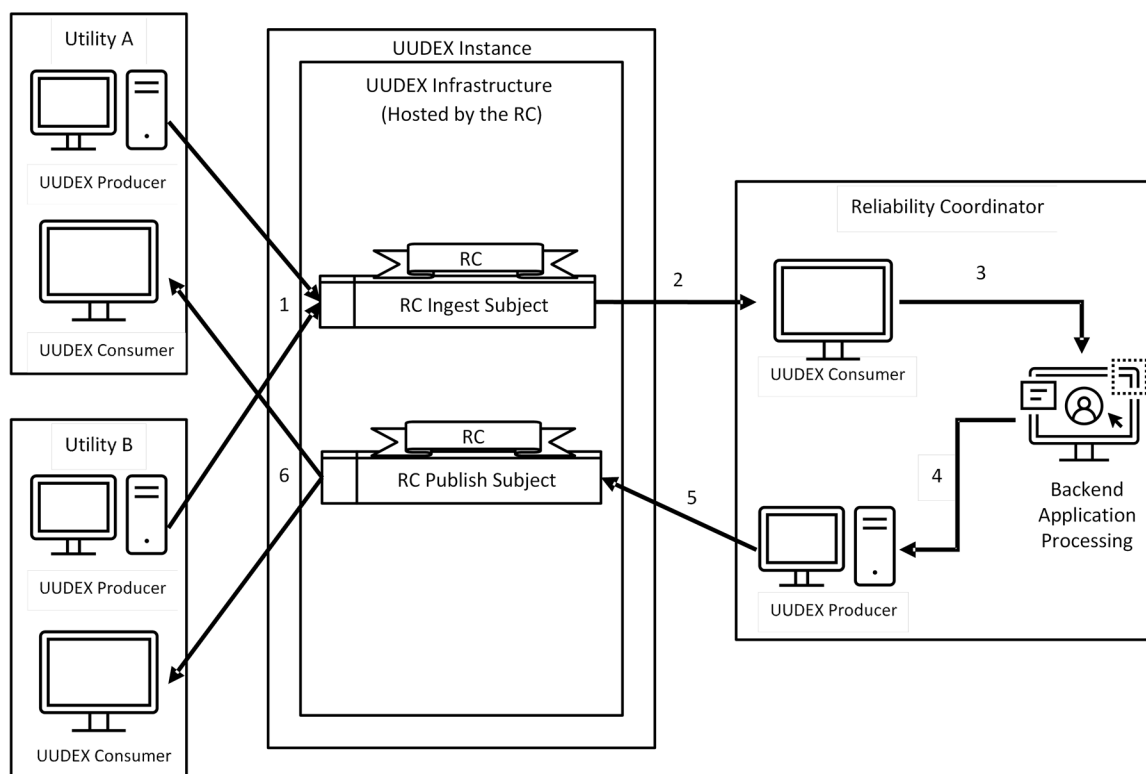 Utility A
UUDEX Producer
UUDEX Consumer
Utility B
UUDEX Producer
UUDEX Consumer
UUDEX Instance
UUDEX Infrastructure
(Hosted by the RC)
RC
RC Ingest Subject
RC
RC Publish Subject
1
6
2
5
Reliability Coordinator
3
UUDEX Consumer
4
Backend
Application
Processing
UUDEX Producer